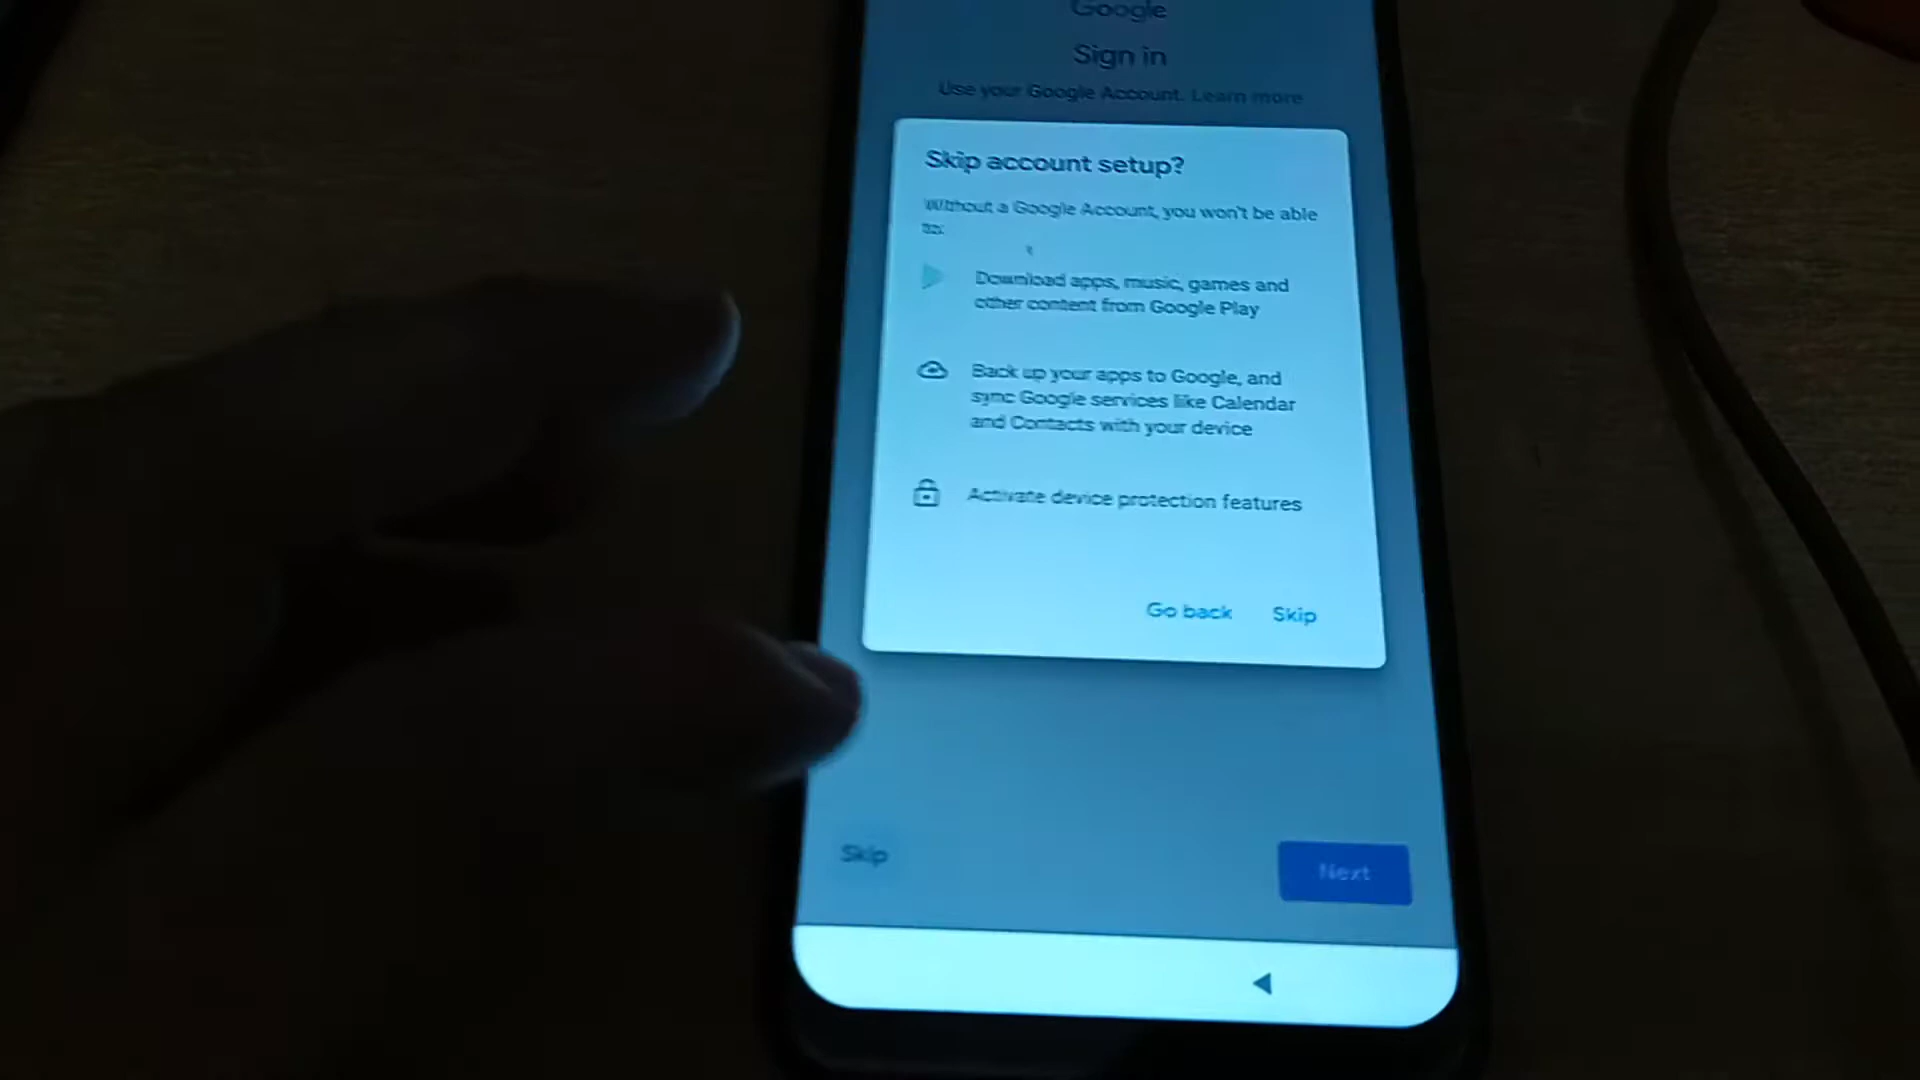 Google
Sign in
Use your Google Account. Learn more
Skip account setup?
Without a Google Account, you won't be able
to:
Download apps, music, games and
other content from Google Play
Back up your apps to Google, and
sync Google services like Calendar
and Contacts with your device
Activate device protection features
Go back Skip
Skip Next